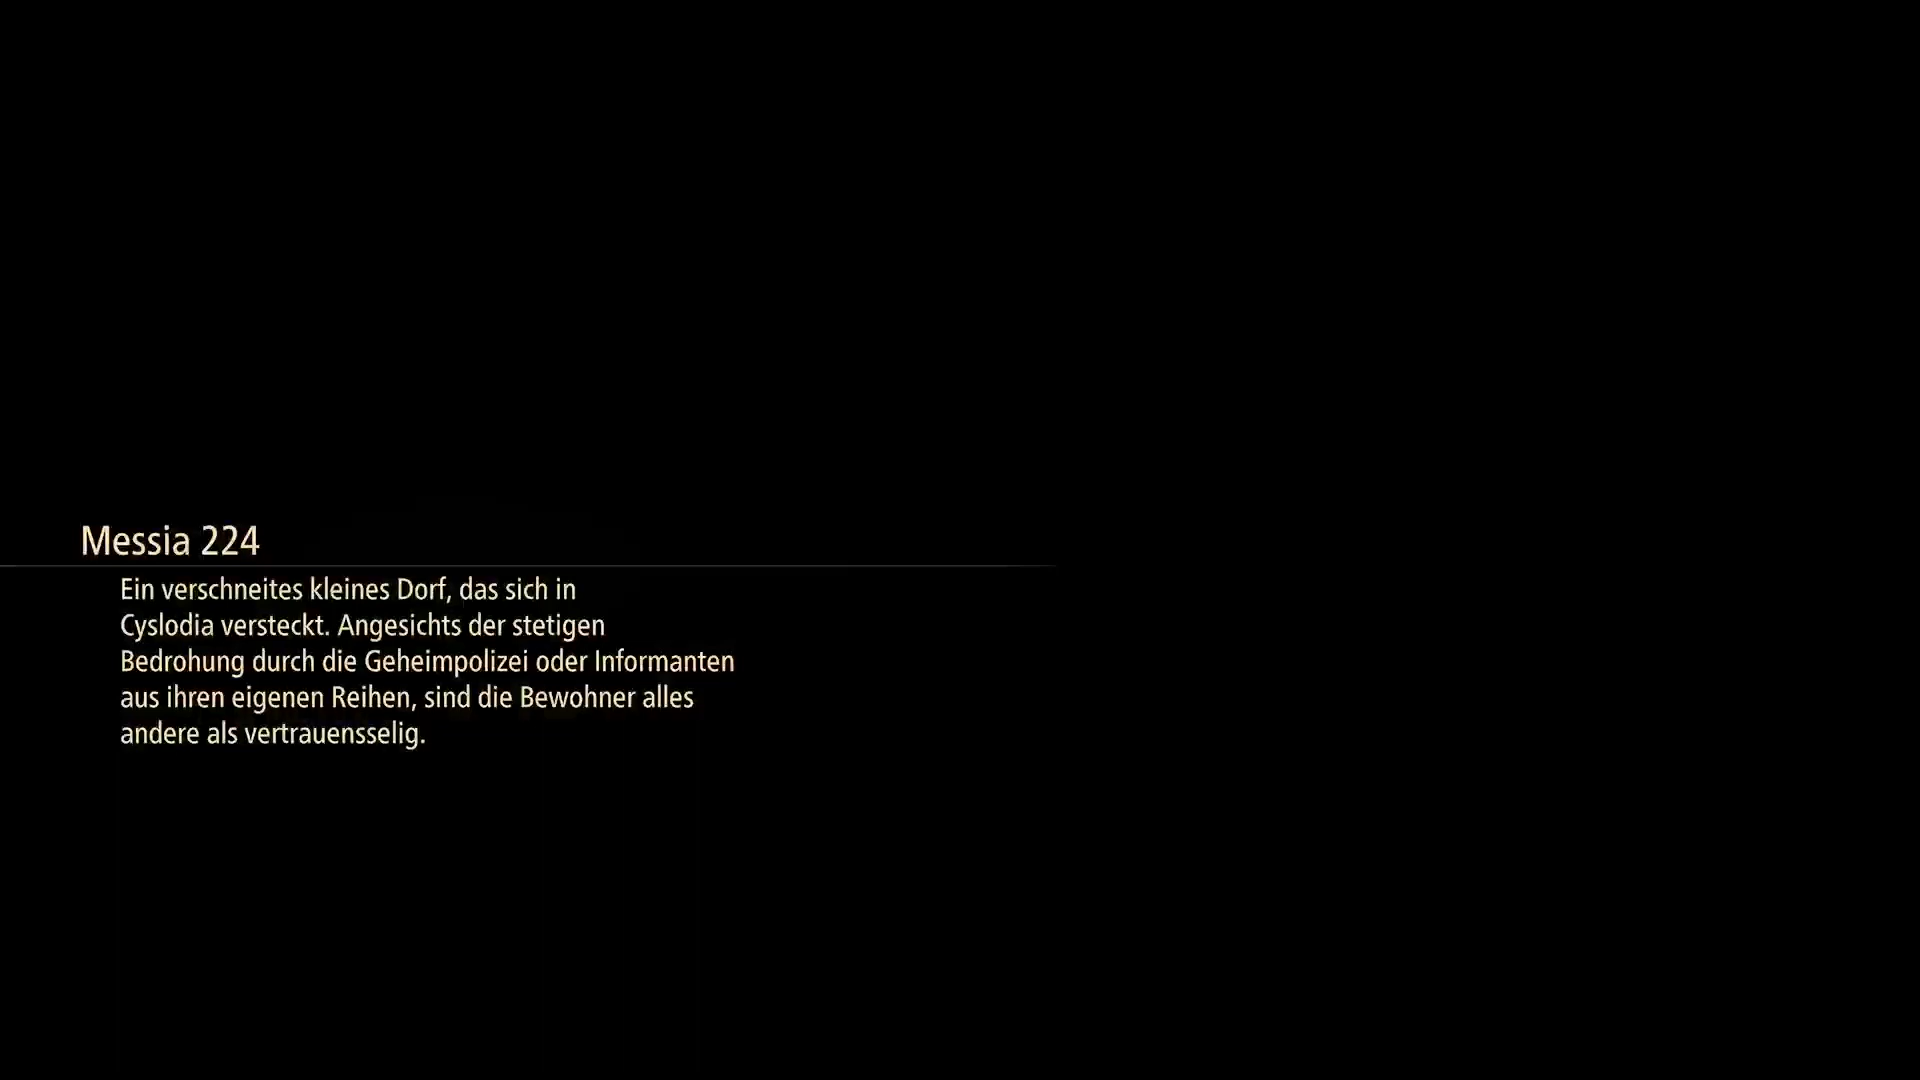 Messia 224
Ein verschneites kleines Dorf, das sich in
Cyslodia versteckt. Angesichts der stetigen
Bedrohung durch die Geheimpolizei oder Informanten
aus ihren eigenen Reihen, sind die Bewohner alles
andere als vertrauensselig.